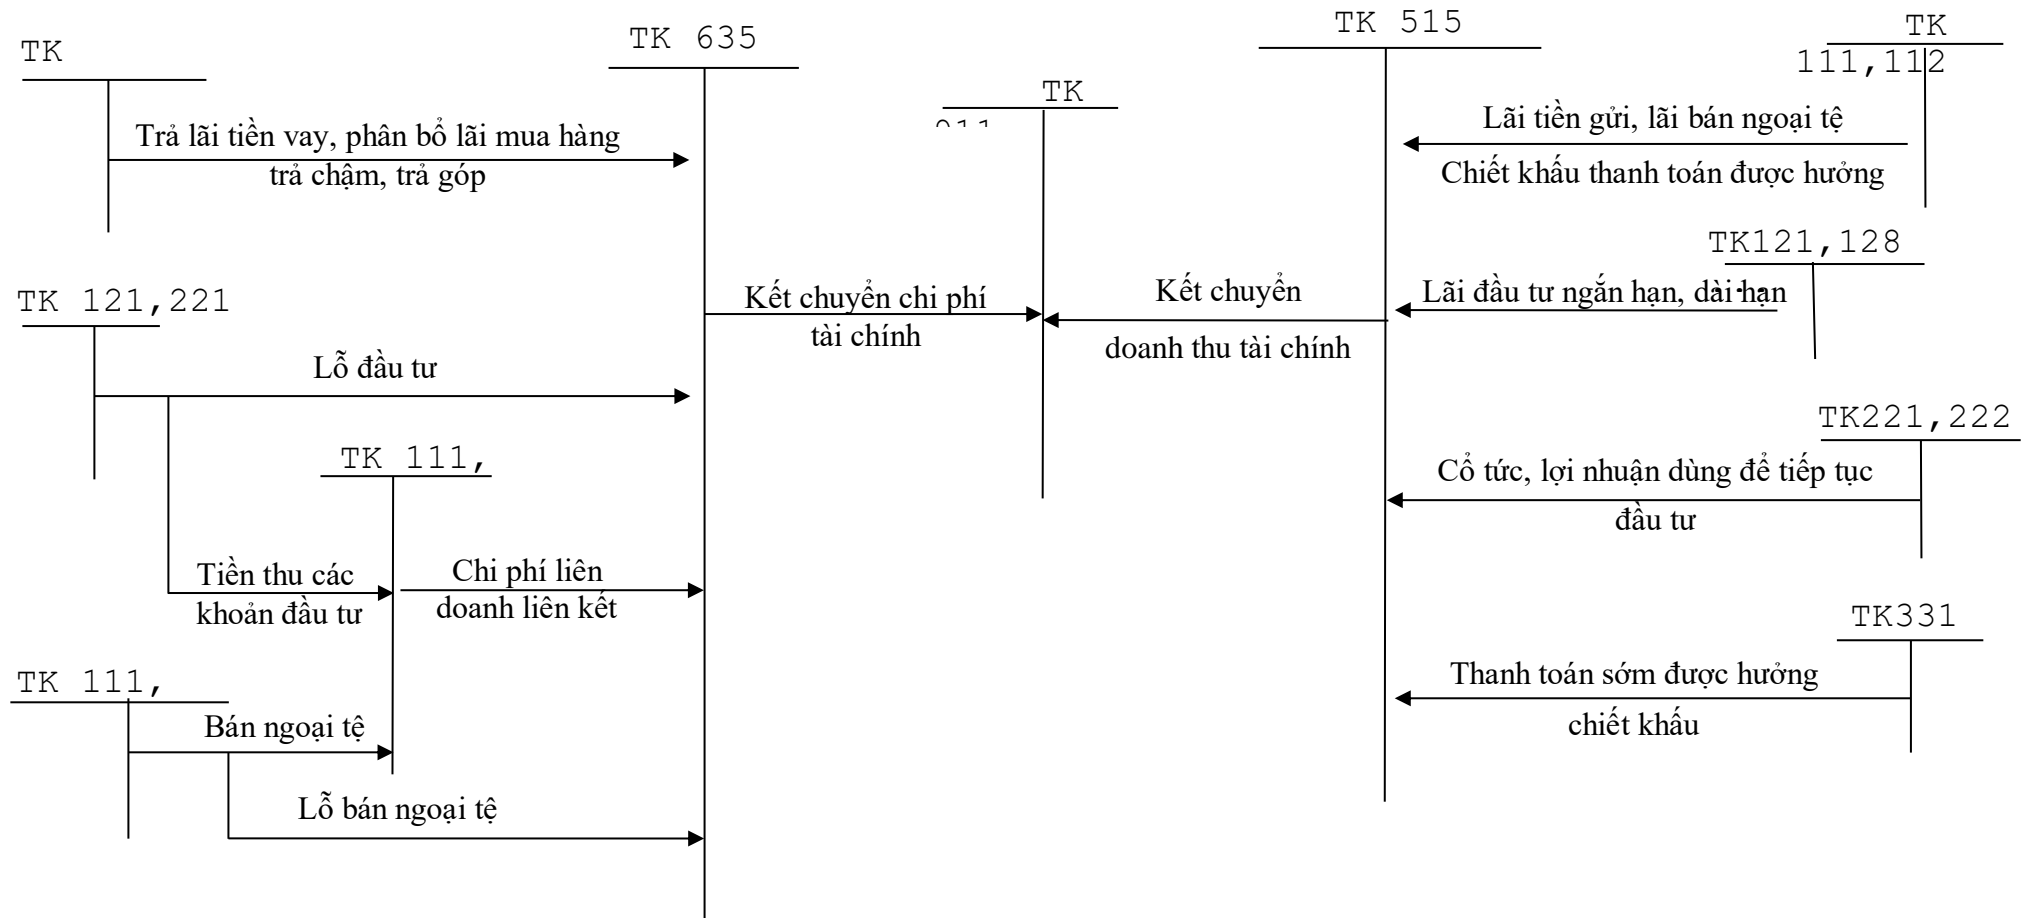 TK
TK 635
TK 515
TK
111,112
TK
Trả lãi tiền vay, phân bổ lãi mua hàng
trả chậm, trả góp
Lãi tiền gửi, lãi bán ngoại tệ
Chiết khấu thanh toán được hưởng
TK121,128
TK 121,221
Kết chuyển chi phí
tài chính
Kết chuyển
doanh thu tài chính
Lãi đầu tư ngắn hạn, dài hạn
Lỗ đầu tư
TK221,222
TK 111,
Cổ tức, lợi nhuận dùng để tiếp tục
đầu tư
Tiền thu các
khoản đầu tư
Chi phí liên
doanh liên kết
TK331
TK 111,
Thanh toán sớm được hưởng
chiết khấu
Bán ngoại tệ
Lỗ bán ngoại tệ